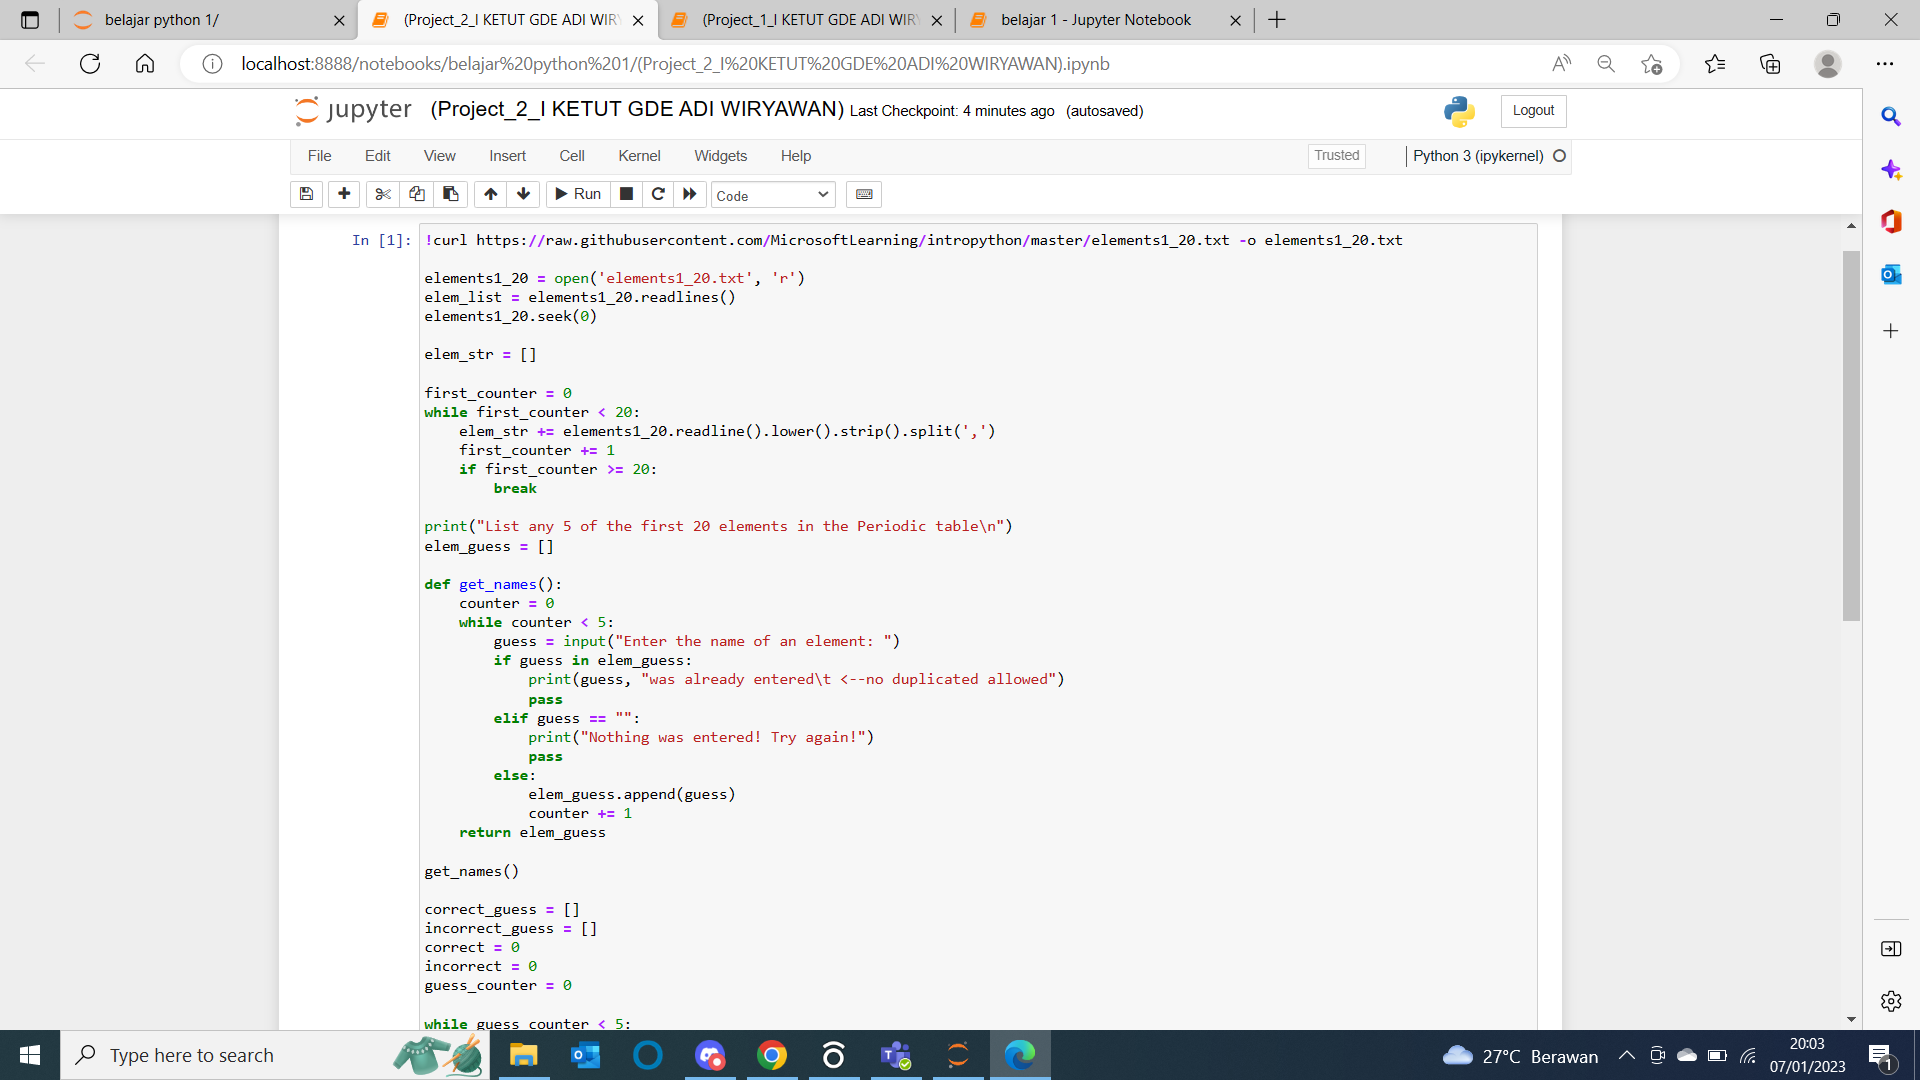 belajar python 1/
(Project_2_I KETUT GDE ADI WIR
(Project_1_I KETUT GDE ADI WIR
belajar 1 - Jupyter Notebook
localhost:8888/notebooks/belajar%20python%201/(Project_2_I%20KETUT%20GDE%20ADI%20WIRYAWAN).ipynb
jupyter (Project_2_I KETUT GDE ADI WIRYAWAN) Last Checkpoint: 4 minutes ago (autosaved)
Logout
File Edit View Insert Cell Kernel Widgets Help
Trusted
Python 3 (ipykernel)
Run
Code
In [1]:
!curl https://raw.githubusercontent.com/MicrosoftLearning/intropython/master/elements1_20.txt -o elements1_20.txt
elements1_20 = open('elements1_20.txt', 'r')
elem_list = elements1_20.readlines()
elements1_20.seek(0)
elem_str = []
first_counter = 0
while first_counter < 20:
    elem_str += elements1_20.readline().lower().strip().split(',')
    first_counter += 1
    if first_counter >= 20:
        break
print("List any 5 of the first 20 elements in the Periodic table\n")
elem_guess = []
def get_names():
    counter = 0
    while counter < 5:
        guess = input("Enter the name of an element: ")
        if guess in elem_guess:
            print(guess, "was already entered\t <--no duplicated allowed")
            pass
        elif guess == "":
            print("Nothing was entered! Try again!")
            pass
        else:
            elem_guess.append(guess)
            counter += 1
    return elem_guess
get_names()
correct_guess = []
incorrect_guess = []
correct = 0
incorrect = 0
guess_counter = 0
while guess_counter < 5:
Type here to search
27°C Berawan
20:03
07/01/2023
1